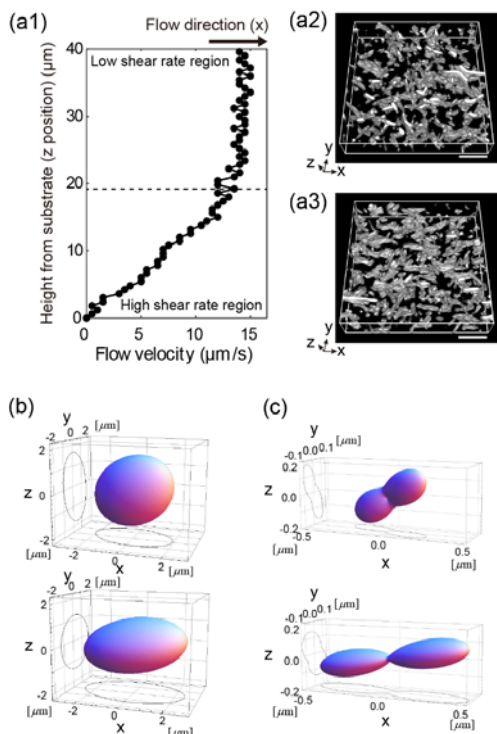 (a1)
Flow direction (x)
Low shear rate region
High shear rate region
Height from substrate (z position) (μm)
40
30
20
10
0
0 5 10 15
Flow velocity (μm/s)
(a2)
y
z x
(a3)
y
z x
(b)
y
-2 0 2 [μm]
2
z 0
-2
[μm] -2 0 2 [μm]
x
y
-2 0 2 [μm]
2
z 0
-2
[μm] -2 0 2 [μm]
x
(c)
y
-0.1 0.0 0.1 [μm]
0.2
z 0.0
-0.2
[μm] -0.5 0.0 0.5 [μm]
x
y
-0.1 0.0 0.1 [μm]
0.2
z 0.0
-0.2
[μm] -0.5 0.0 0.5 [μm]
x